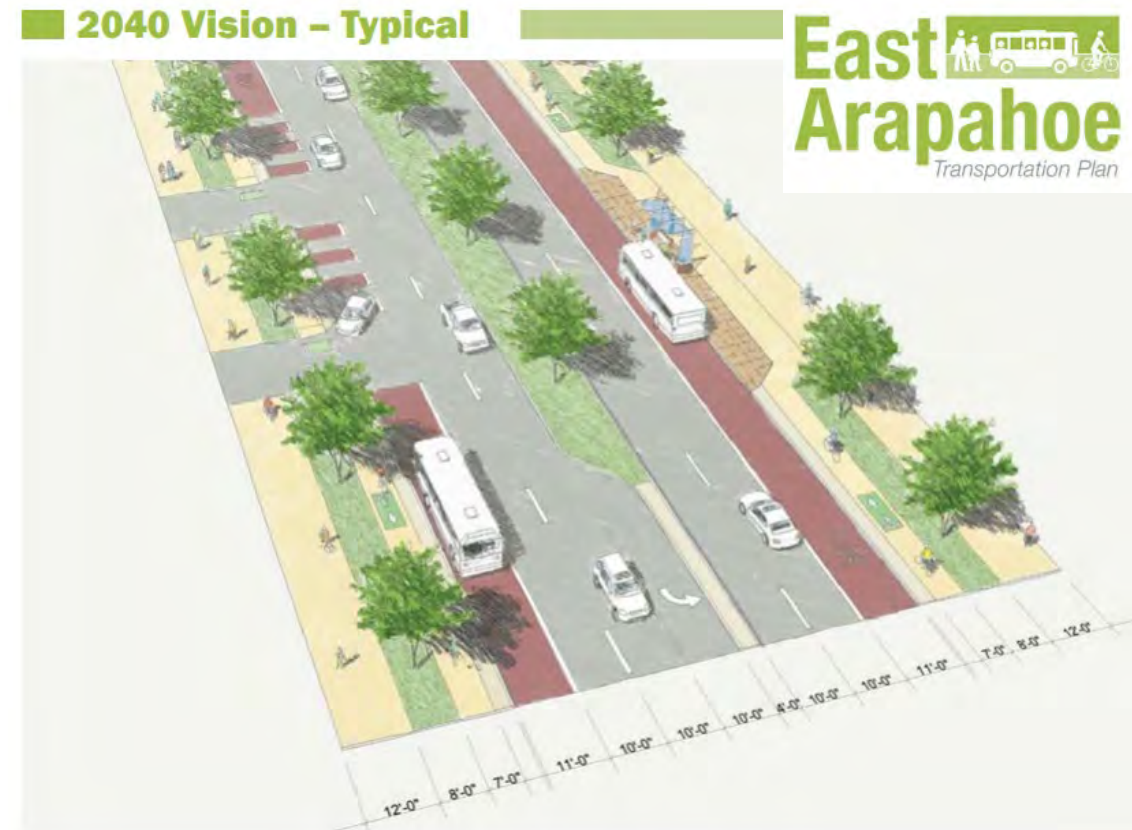 2040 Vision – Typical
East
Arapahoe
Transportation Plan
12'-0" 8'-0" 7'-0" 11'-0" 10'-0" 10'-0" 10'-0" 4'-0" 10'-0" 10'-0" 11'-0" 7'-0" 8'-0" 12'-0"